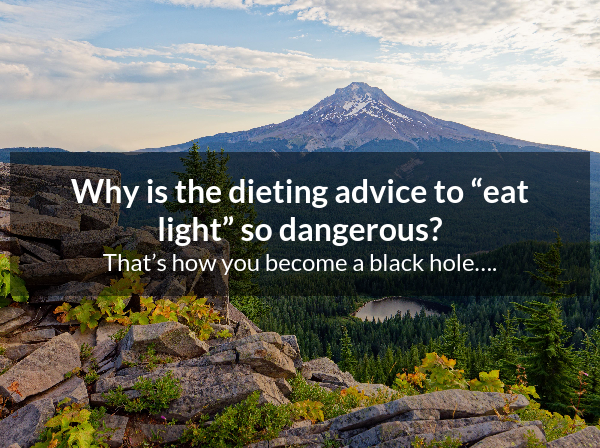 Why is the dieting advice to “eat
light” so dangerous?
That’s how you become a black hole....